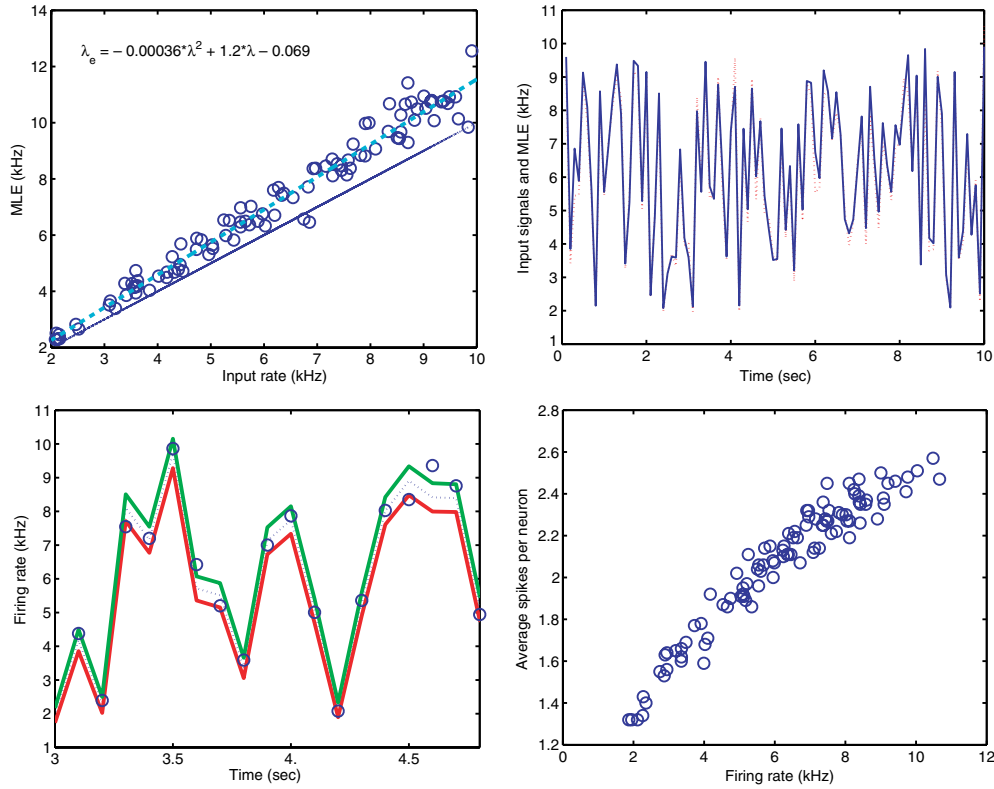 14
12
10
8
6
4
2
2 3 4 5 6 7 8 9 10
MLE (kHz)
Input rate (kHz)
λe = − 0.00036*λ2 + 1.2*λ − 0.069
11
10
9
8
7
6
5
4
3
2
1
0 2 4 6 8 10
Input signals and MLE (kHz)
Time (sec)
11
10
9
8
7
6
5
4
3
2
1
3 3.5 4. 4.5
Firing rate (kHz)
Time (sec)
2.8
2.6
2.4
2.2
2
1.8
1.6
1.4
1.2
0 2 4 6 8 10 12
Average spikes per neuron
Firing rate (kHz)